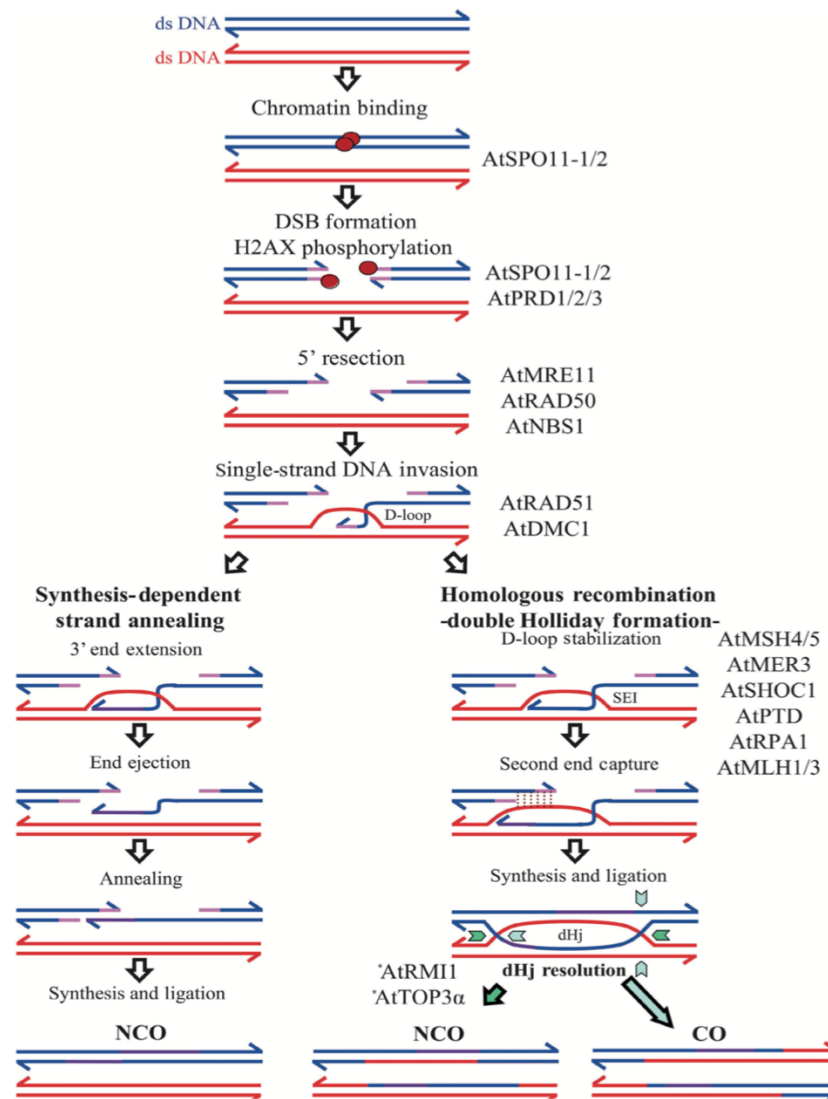 ds DNA
ds DNA
Chromatin binding
AtSPO11-1/2
DSB formation
H2AX phosphorylation
AtSPO11-1/2
AtPRD1/2/3
5' resection
AtMRE11
AtRAD50
AtNBS1
Single-strand DNA invasion
D-loop
AtRAD51
AtDMC1
Synthesis-dependent
strand annealing
3' end extension
End ejection
Annealing
Synthesis and ligation
NCO
Homologous recombination
-double Holliday formation-
D-loop stabilization
SEI
AtMSH4/5
AtMER3
AtSHOC1
AtPTD
AtRPA1
AtMLH1/3
Second end capture
Synthesis and ligation
dHj
dHj resolution
*AtRMI1
*AtTOP3α
NCO
CO